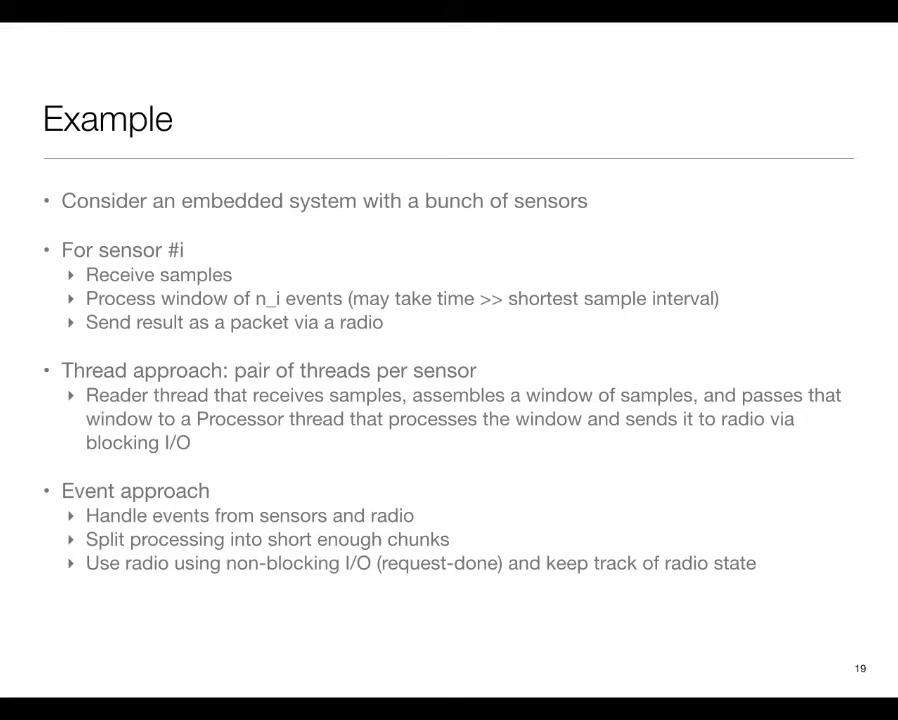 Example
• Consider an embedded system with a bunch of sensors
• For sensor #i
‣ Receive samples
‣ Process window of n_i events (may take time >> shortest sample interval)
‣ Send result as a packet via a radio
• Thread approach: pair of threads per sensor
‣ Reader thread that receives samples, assembles a window of samples, and passes that
window to a Processor thread that processes the window and sends it to radio via
blocking I/O
• Event approach
‣ Handle events from sensors and radio
‣ Split processing into short enough chunks
‣ Use radio using non-blocking I/O (request-done) and keep track of radio state
19